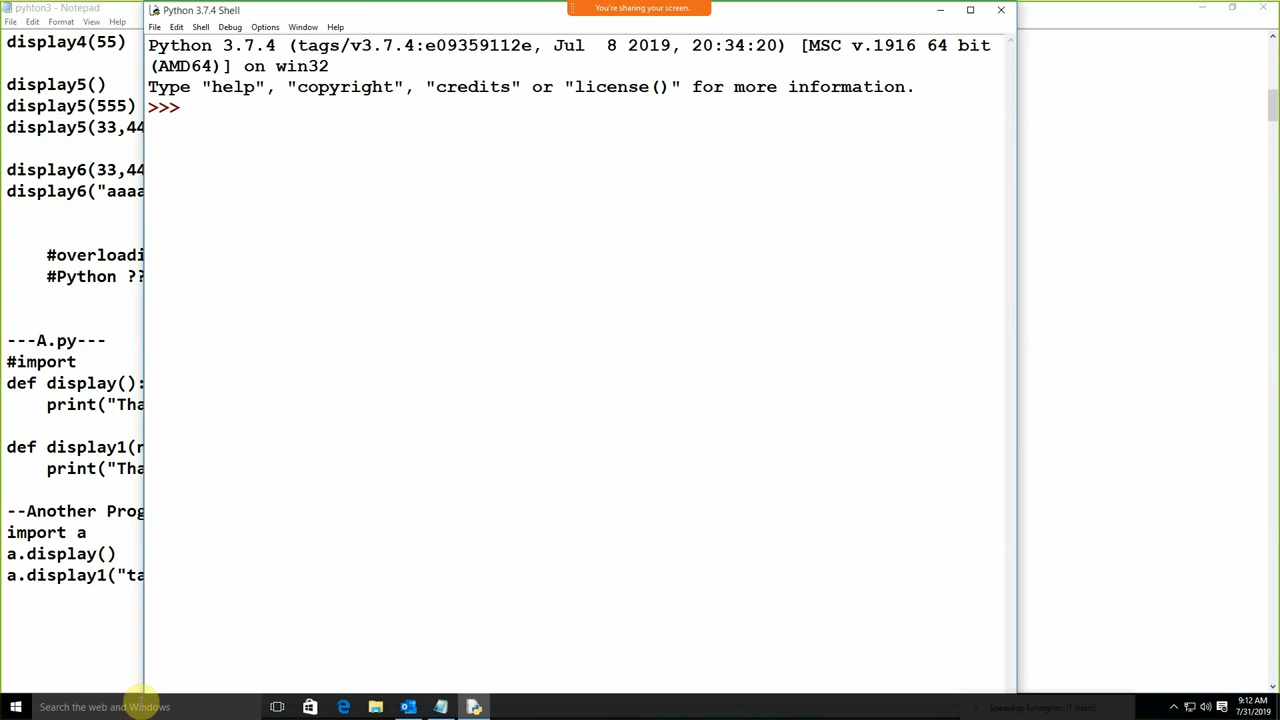 pyhton3 - Notepad
File Edit Format View Help
display4(55)
display5()
display5(555)
display5(33,44
display6(33,44
display6("aaaa
#overloadi
#Python ??
---A.py---
#import
def display():
print("Tha
def display1(n
print("Tha
--Another Prog
import a
a.display()
a.display1("ta
You're sharing your screen.
Python 3.7.4 Shell
File Edit Shell Debug Options Window Help
Python 3.7.4 (tags/v3.7.4:e09359112e, Jul 8 2019, 20:34:20) [MSC v.1916 64 bit
(AMD64)] on win32
Type "help", "copyright", "credits" or "license()" for more information.
>>>
Search the web and Windows
Speaking: Synergistic IT (Host)
9:12 AM
7/31/2019